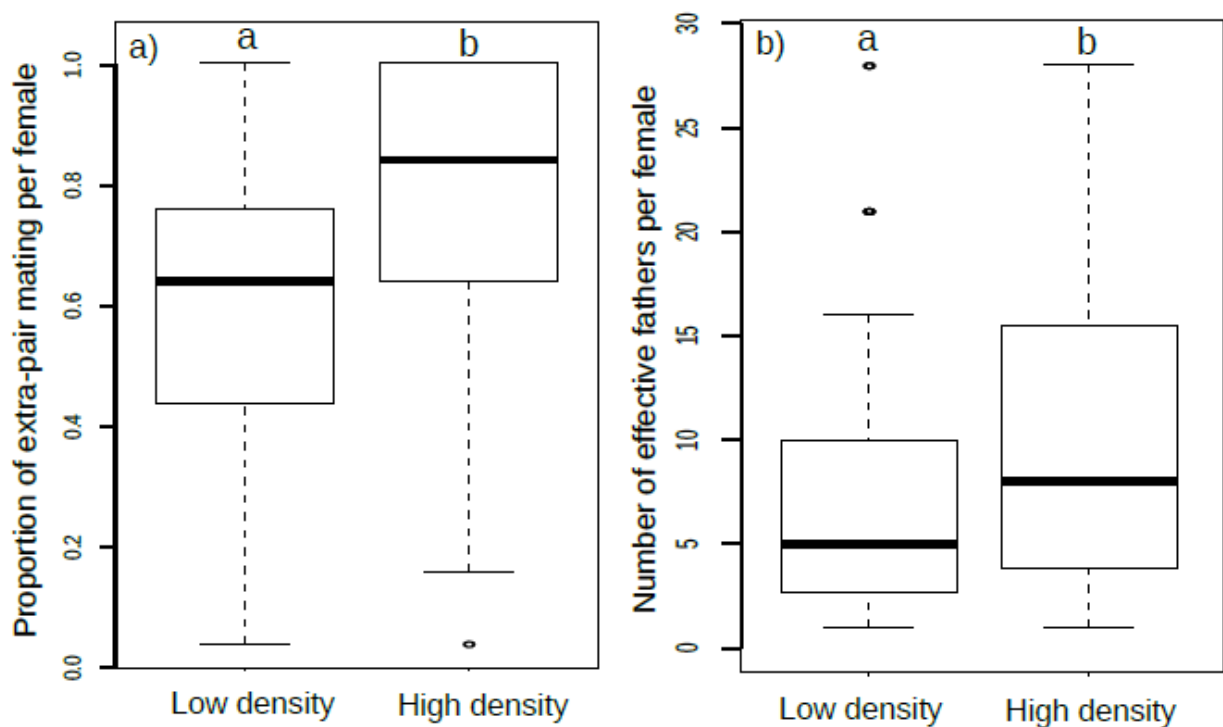 a)
a
b
Proportion of extra-pair mating per female
1.0
0.8
0.6
0.4
0.2
0.0
Low density
High density
b)
a
b
Number of effective fathers per female
30
25
20
15
10
5
0
Low density
High density